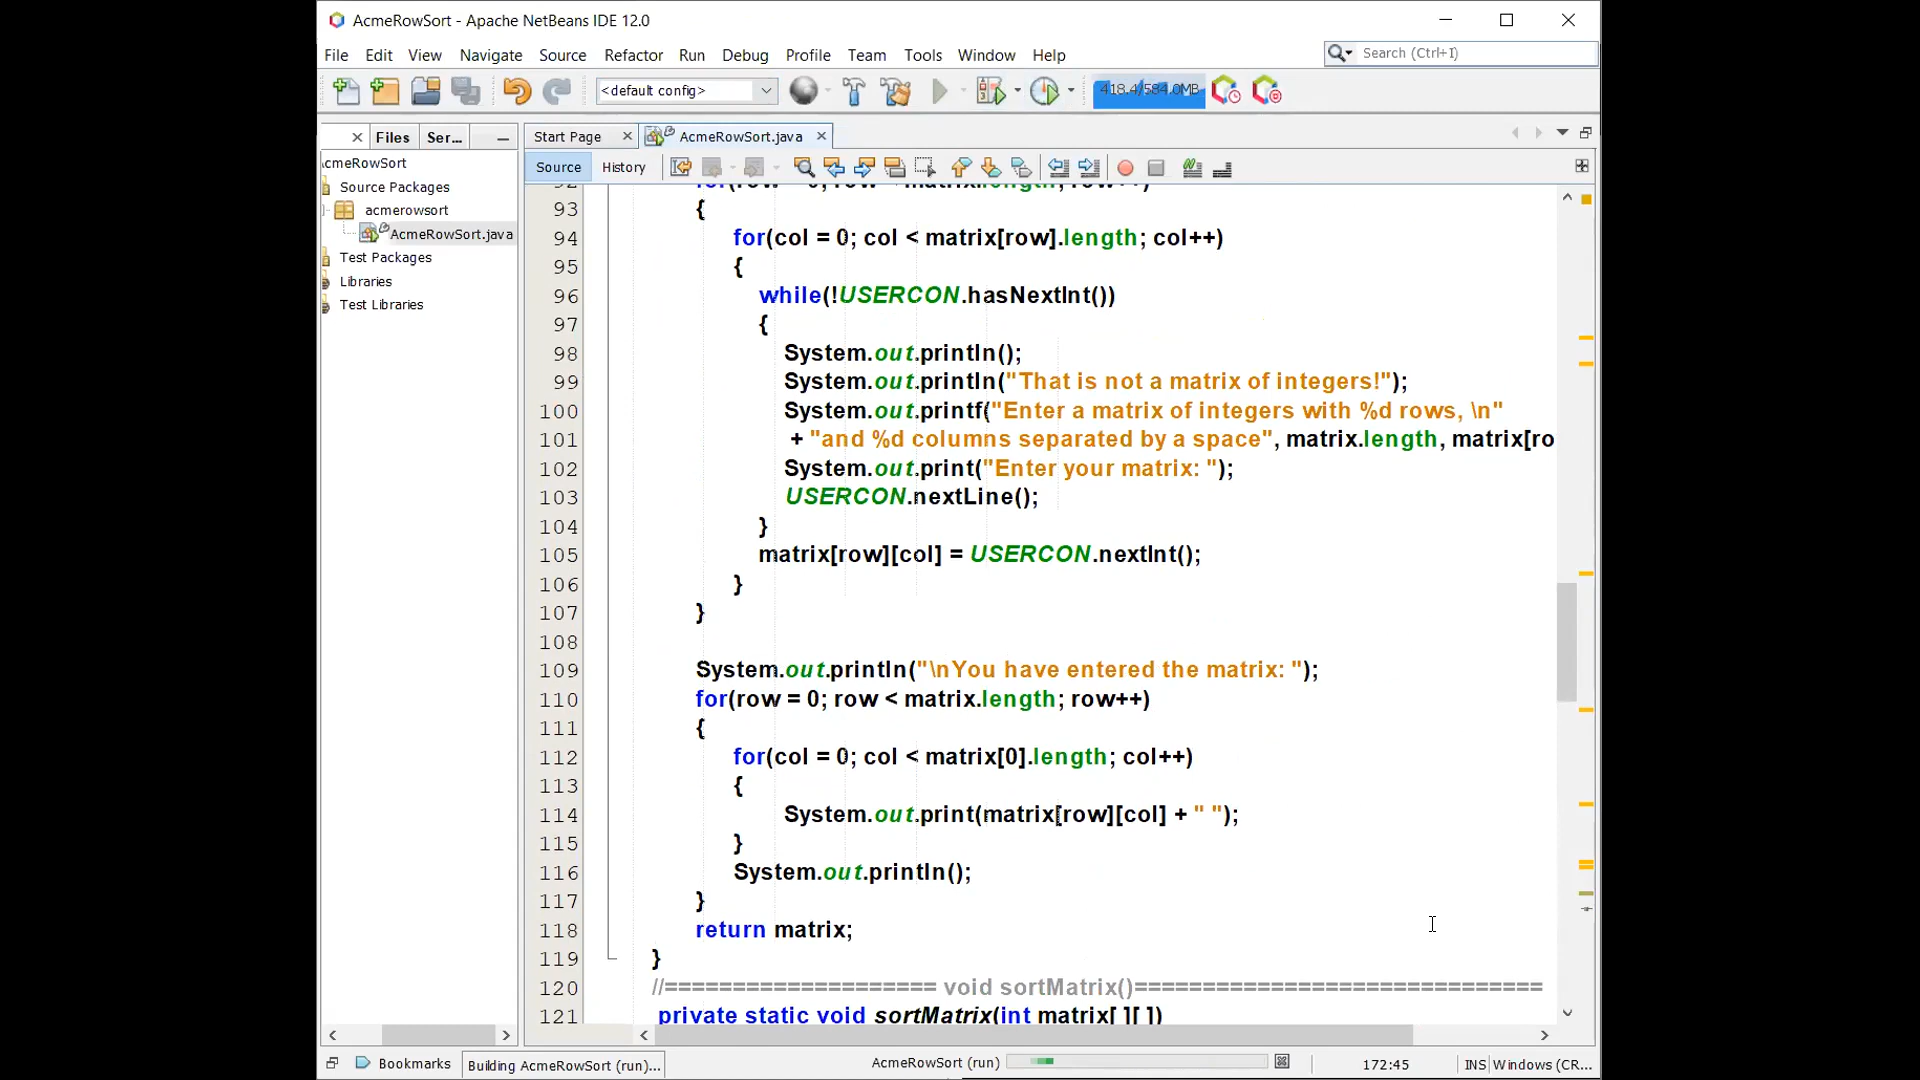 AcmeRowSort - Apache NetBeans IDE 12.0
File Edit View Navigate Source Refactor Run Debug Profile Team Tools Window Help
Search (Ctrl+I)
<default config>
418.4/584.0MB
Files Ser...
Start Page AcmeRowSort.java
Source History
cmeRowSort
Source Packages
acmerowsort
AcmeRowSort.java
Test Packages
Libraries
Test Libraries
92 for(row = 0; row < matrix.length; row++)
93 {
94 for(col = 0; col < matrix[row].length; col++)
95 {
96 while(!USERCON.hasNextInt())
97 {
98 System.out.println();
99 System.out.println("That is not a matrix of integers!");
100 System.out.printf("Enter a matrix of integers with %d rows, \n"
101 + "and %d columns separated by a space", matrix.length, matrix[ro
102 System.out.print("Enter your matrix: ");
103 USERCON.nextLine();
104 }
105 matrix[row][col] = USERCON.nextInt();
106 }
107 }
108
109 System.out.println("\nYou have entered the matrix: ");
110 for(row = 0; row < matrix.length; row++)
111 {
112 for(col = 0; col < matrix[0].length; col++)
113 {
114 System.out.print(matrix[row][col] + " ");
115 }
116 System.out.println();
117 }
118 return matrix;
119 }
120 //==================== void sortMatrix()==============================
121 private static void sortMatrix(int matrix[ ][ ])
Bookmarks Building AcmeRowSort (run)... AcmeRowSort (run) 172:45 INS Windows (CR...